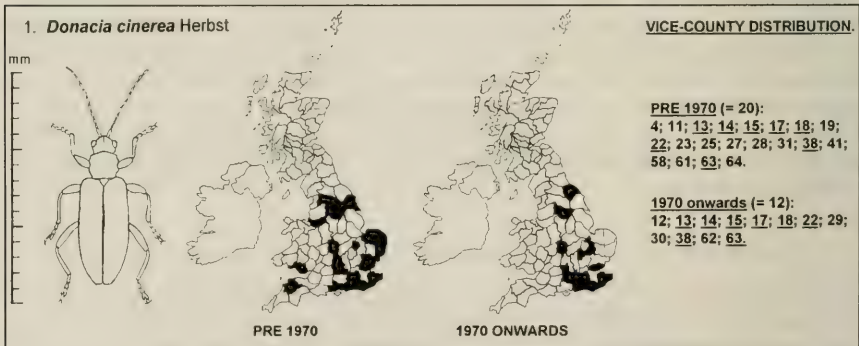 1. Donacia cinerea Herbst
VICE-COUNTY DISTRIBUTION.
mm
PRE 1970 (= 20):
4; 11; 13; 14; 15; 17; 18; 19;
22; 23; 25; 27; 28; 31; 38; 41;
58; 61; 63; 64.
1970 onwards (= 12):
12; 13; 14; 15; 17; 18; 22; 29;
30; 38; 62; 63.
PRE 1970
1970 ONWARDS